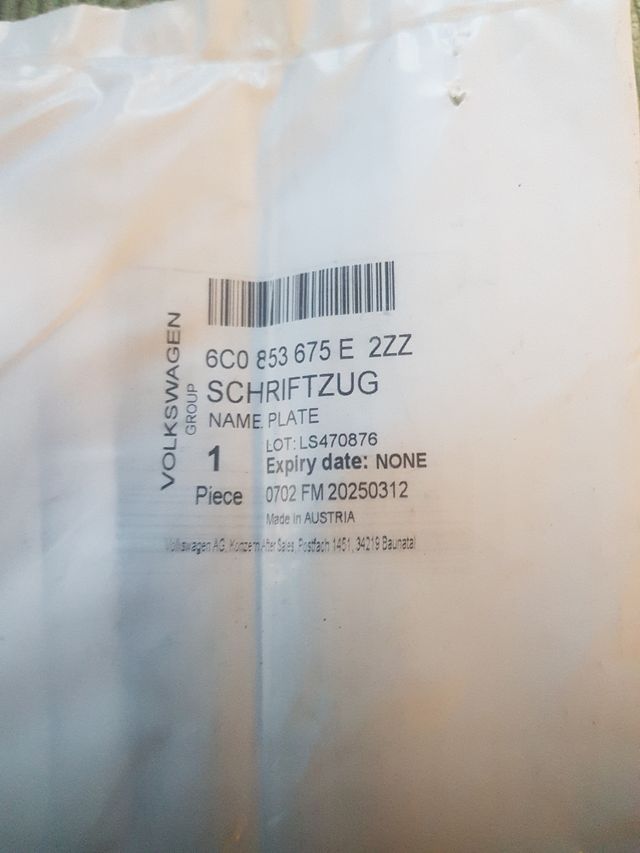 VOLKSWAGEN
GROUP
6C0 853 675 E 2ZZ
SCHRIFTZUG
NAME PLATE
LOT: LS470876
1
Expiry date: NONE
Piece
0702 FM 20250312
Made in AUSTRIA
Volkswagen AG, Konzern After Sales, Postfach 1451, 34219 Baunatal